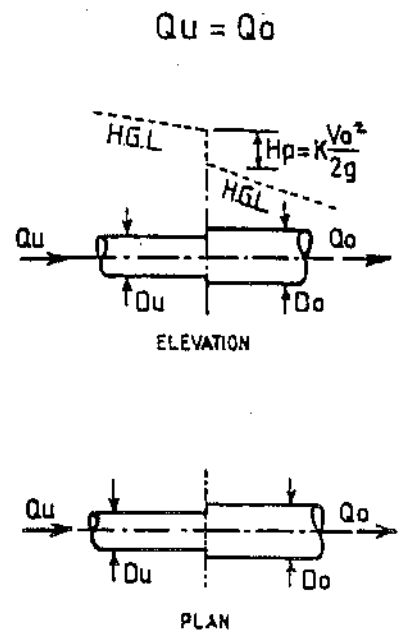 Qu = Qo
H.G.L
Hp=K Vo²/2g
H.G.L
Qu
Qo
Du
Do
ELEVATION
Qu
Qo
Du
Do
PLAN